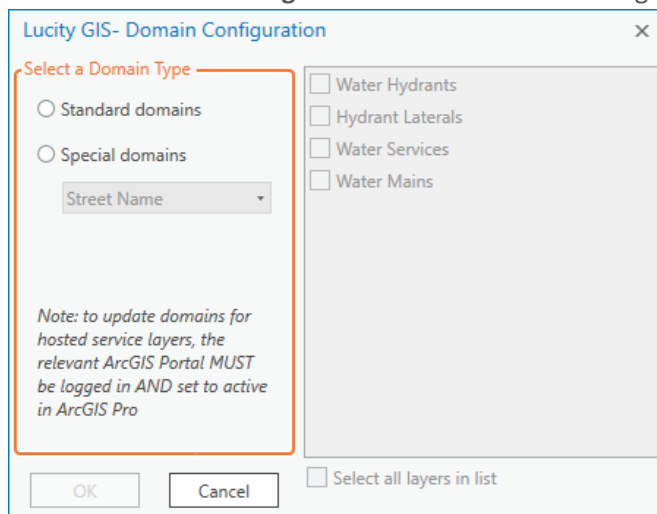 Lucity GIS- Domain Configuration
Select a Domain Type
Standard domains
Special domains
Street Name
Note: to update domains for
hosted service layers, the
relevant ArcGIS Portal MUST
be logged in AND set to active
in ArcGIS Pro
OK
Cancel
Water Hydrants
Hydrant Laterals
Water Services
Water Mains
Select all layers in list